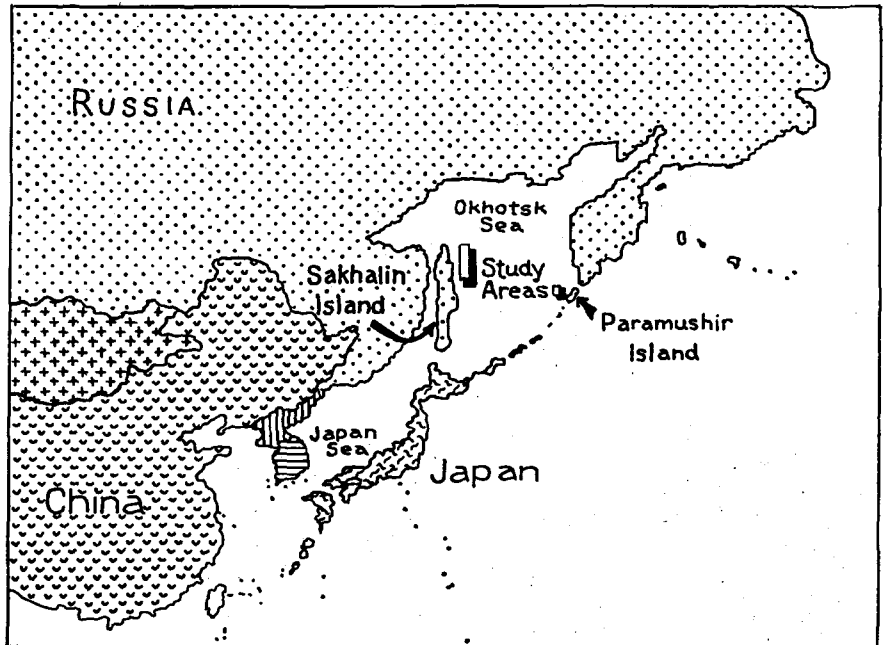 RUSSIA
Okhotsk
Sea
Sakhalin
Island
Study
Areas
Paramushir
Island
Japan
Sea
Japan
China